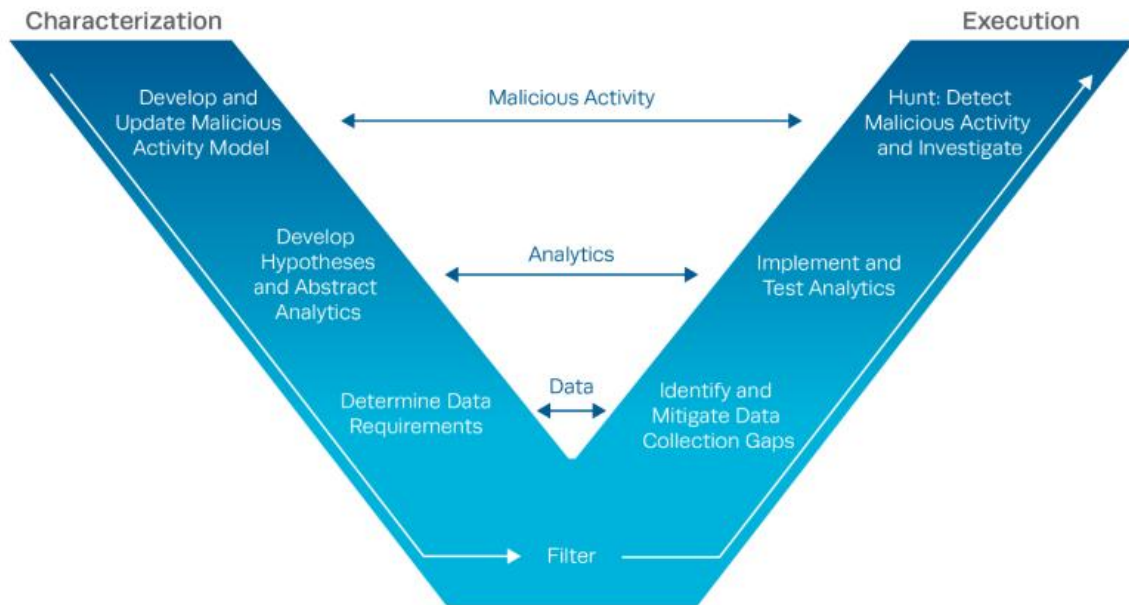 Characterization
Execution
Develop and
Update Malicious
Activity Model
Malicious Activity
Hunt: Detect
Malicious Activity
and Investigate
Develop
Hypotheses
and Abstract
Analytics
Analytics
Implement and
Test Analytics
Determine Data
Requirements
Data
Identify and
Mitigate Data
Collection Gaps
Filter